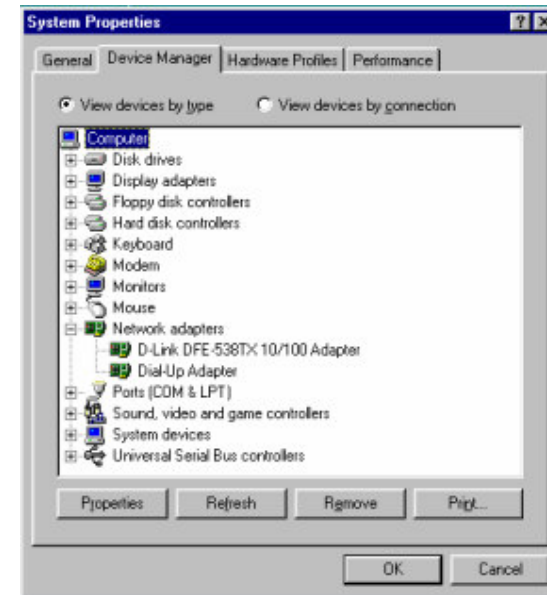 System Properties
General Device Manager Hardware Profiles Performance
View devices by type View devices by connection
Computer
Disk drives
Display adapters
Floppy disk controllers
Hard disk controllers
Keyboard
Modem
Monitors
Mouse
Network adapters
D-Link DFE-538TX 10/100 Adapter
Dial-Up Adapter
Ports (COM & LPT)
Sound, video and game controllers
System devices
Universal Serial Bus controllers
Properties Refresh Remove Print...
OK Cancel